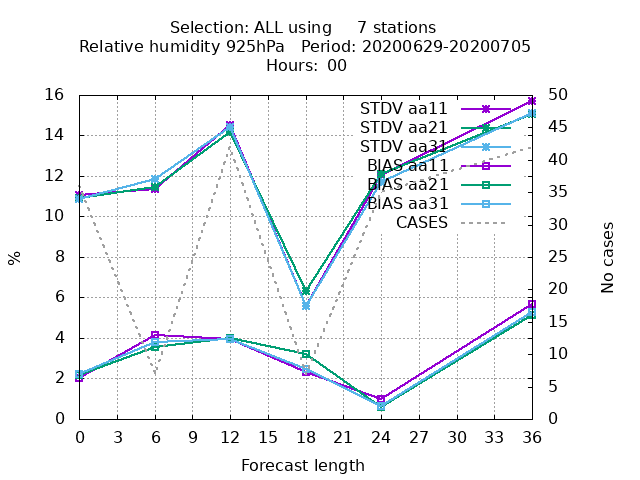 Selection: ALL using     7 stations
Relative humidity 925hPa   Period: 20200629-20200705
Hours: 00
16
14
12
10
8
6
4
2
0
%
50
45
40
35
30
25
20
15
10
5
0
No cases
STDV aa11
STDV aa21
STDV aa31
BIAS aa11
BIAS aa21
BIAS aa31
CASES
0 3 6 9 12 15 18 21 24 27 30 33 36
Forecast length